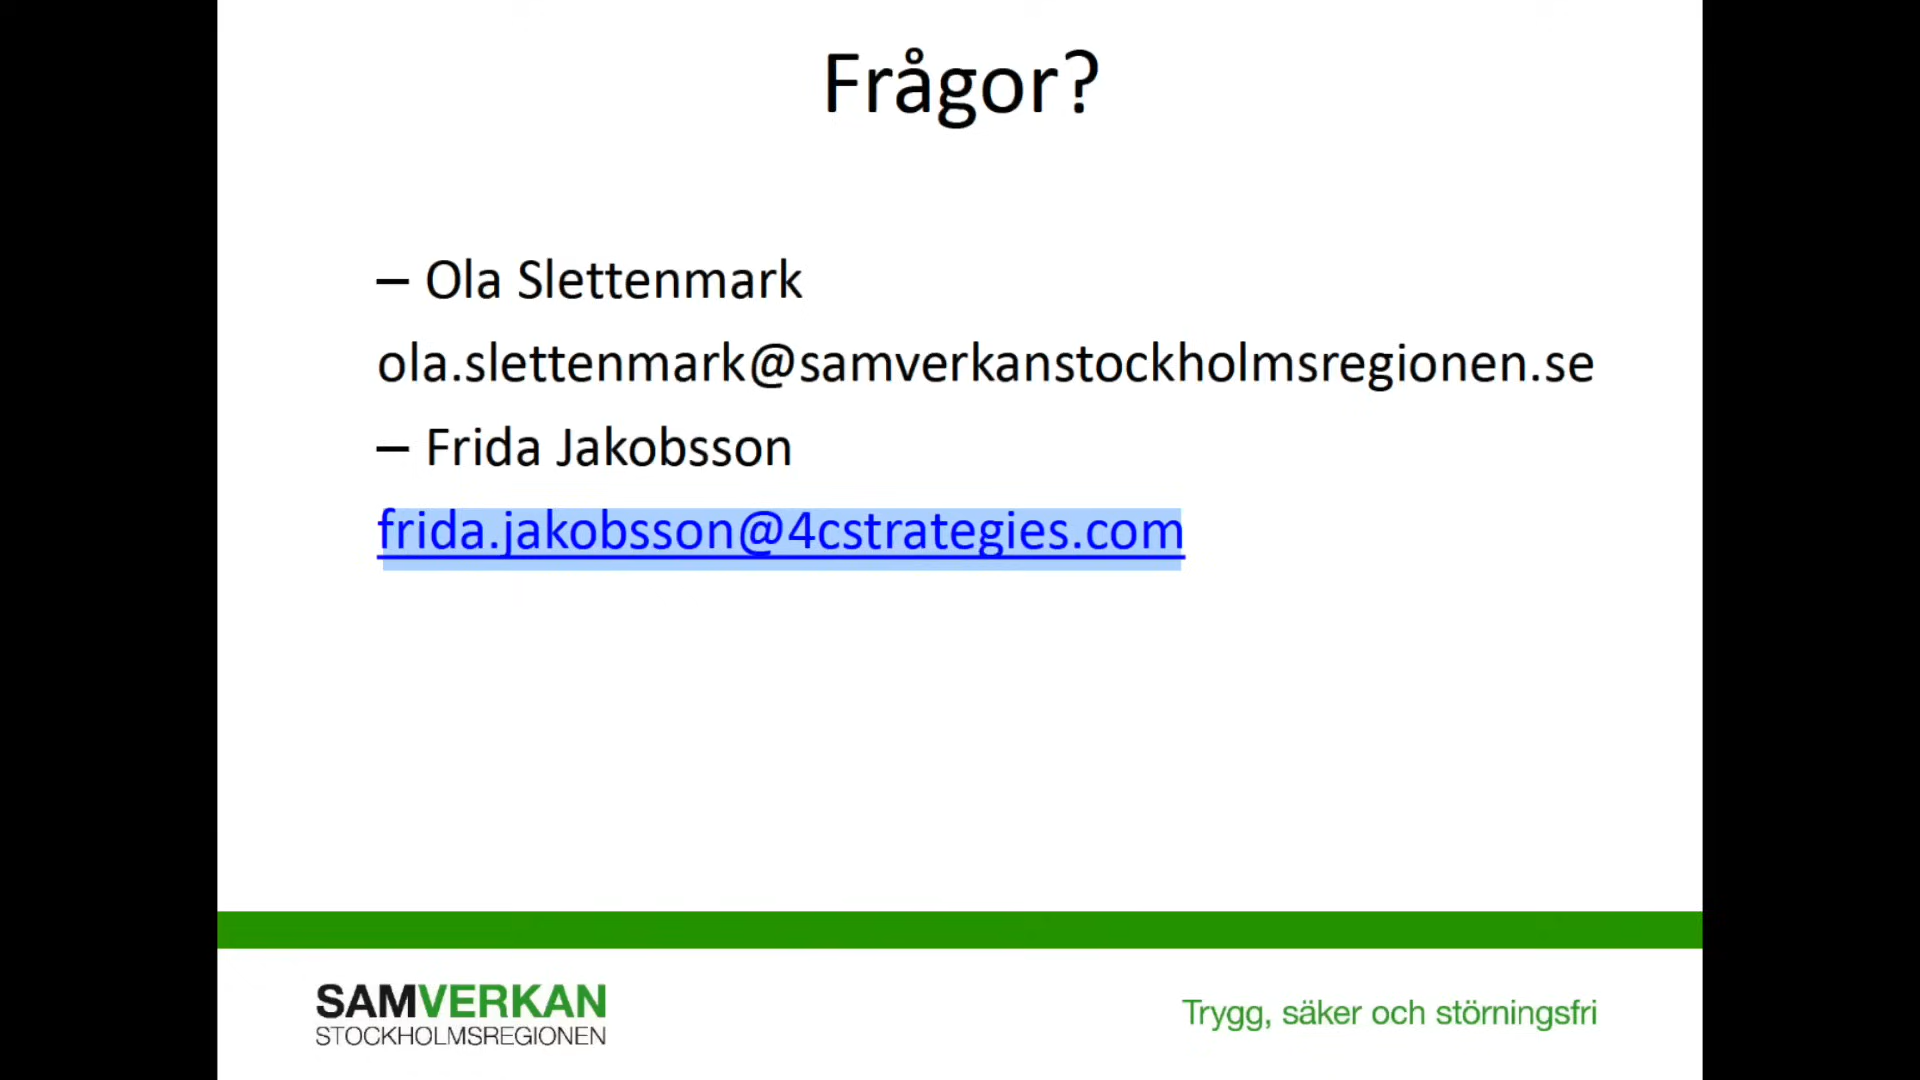 Frågor?
– Ola Slettenmark
ola.slettenmark@samverkanstockholmsregionen.se
– Frida Jakobsson
frida.jakobsson@4cstrategies.com
SAMVERKAN
STOCKHOLMSREGIONEN
Trygg, säker och störningsfri